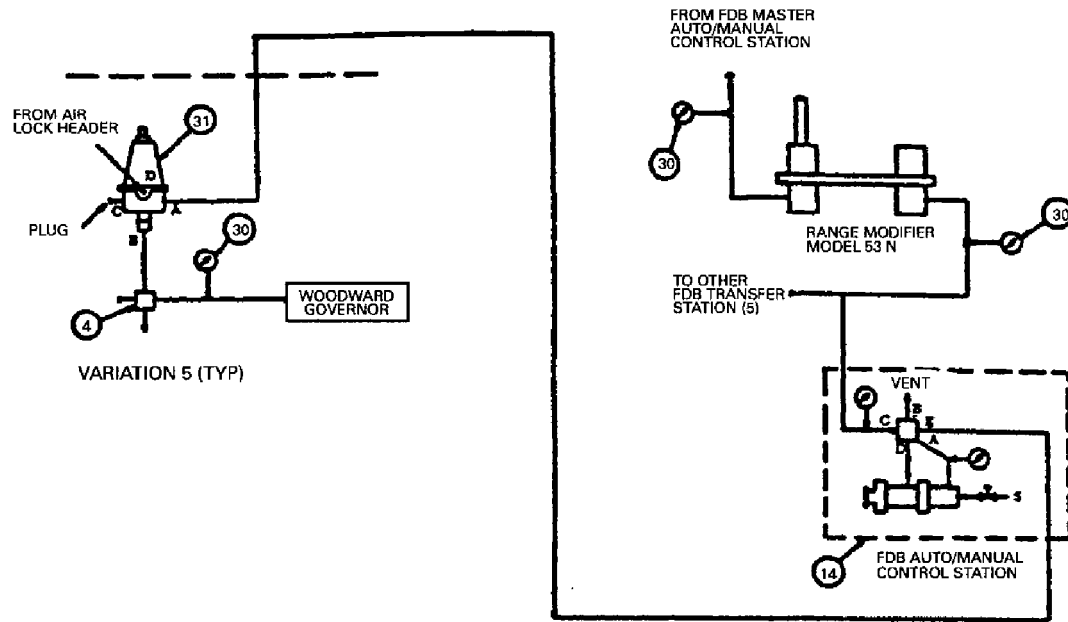 FROM FDB MASTER
AUTO/MANUAL
CONTROL STATION
FROM AIR
LOCK HEADER
31
D
30
C
A
PLUG
B
30
RANGE MODIFIER
MODEL 53 N
30
WOODWARD
GOVERNOR
TO OTHER
FDB TRANSFER
STATION (5)
4
VARIATION 5 (TYP)
VENT
B
C
E
A
D
S
14
FDB AUTO/MANUAL
CONTROL STATION